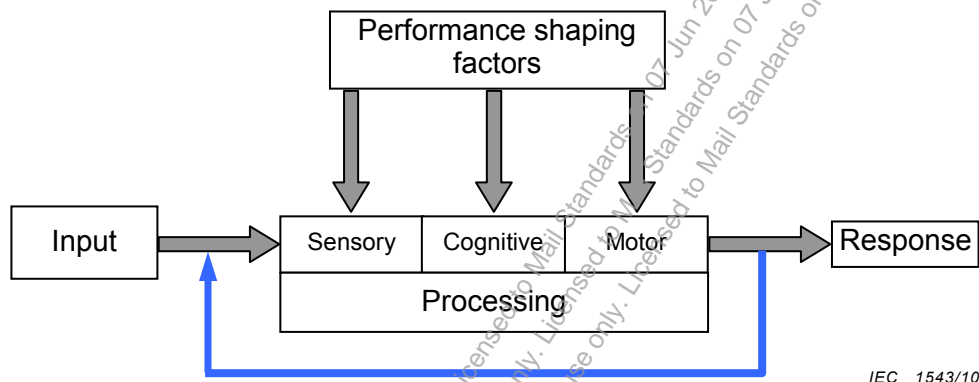 Performance shaping
factors
Input
Sensory
Cognitive
Motor
Response
Processing
IEC 1543/10